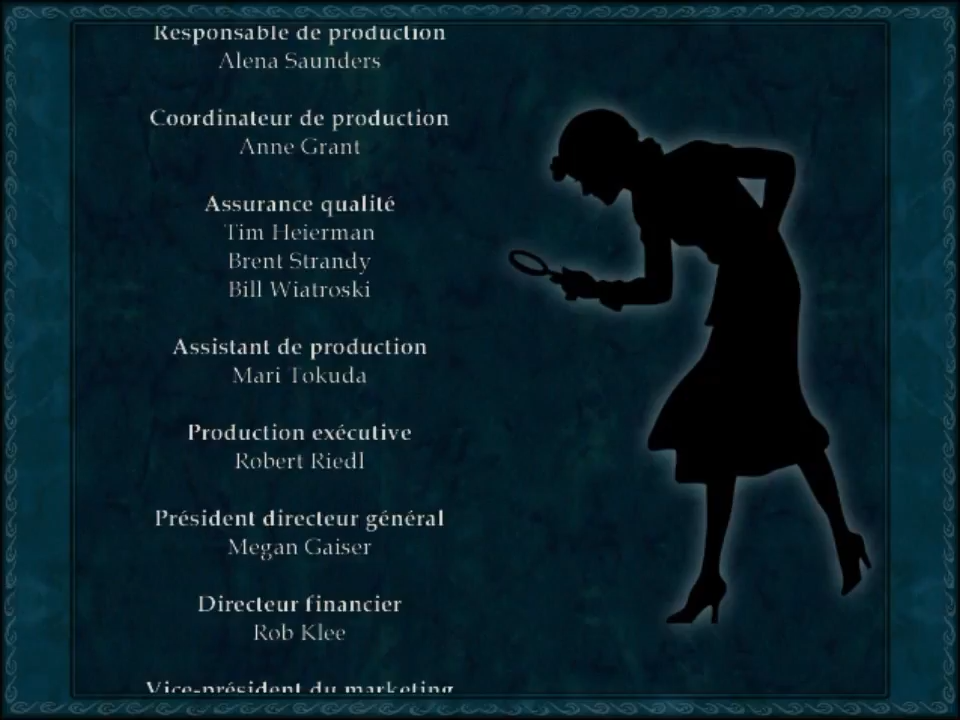 Responsable de production
Alena Saunders
Coordinateur de production
Anne Grant
Assurance qualité
Tim Heierman
Brent Strandy
Bill Wiatroski
Assistant de production
Mari Tokuda
Production exécutive
Robert Riedl
Président directeur général
Megan Gaiser
Directeur financier
Rob Klee
Vice-président du marketing